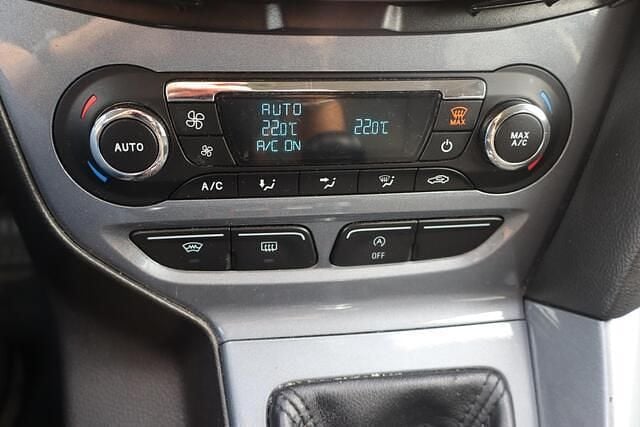 AUTO
22.0°C 22.0°C
A/C ON
MAX
AUTO
MAX
A/C
A/C
OFF